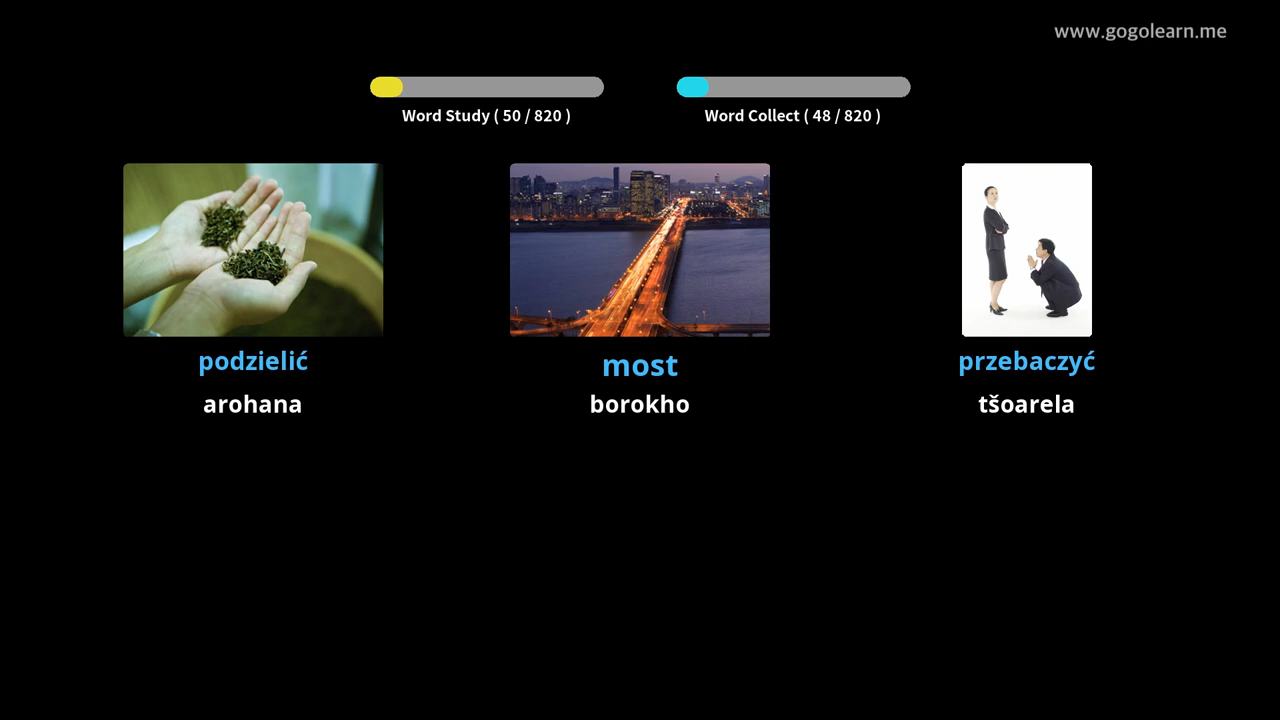 www.gogolearn.me
Word Study ( 50 / 820 )
Word Collect ( 48 / 820 )
podzielić
most
przebaczyć
arohana
borokho
tšoarela